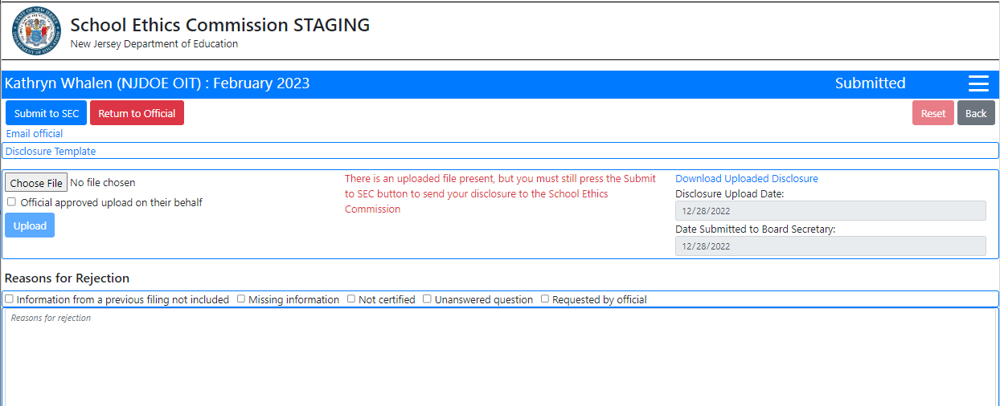 School Ethics Commission STAGING
New Jersey Department of Education
Kathryn Whalen (NJDOE OIT) : February 2023 Submitted
Submit to SEC Return to Official Reset Back
Email official
Disclosure Template
Choose File No file chosen
Official approved upload on their behalf
Upload
There is an uploaded file present, but you must still press the Submit
to SEC button to send your disclosure to the School Ethics
Commission
Download Uploaded Disclosure
Disclosure Upload Date:
12/28/2022
Date Submitted to Board Secretary:
12/28/2022
Reasons for Rejection
Information from a previous filing not included Missing information Not certified Unanswered question Requested by official
Reasons for rejection